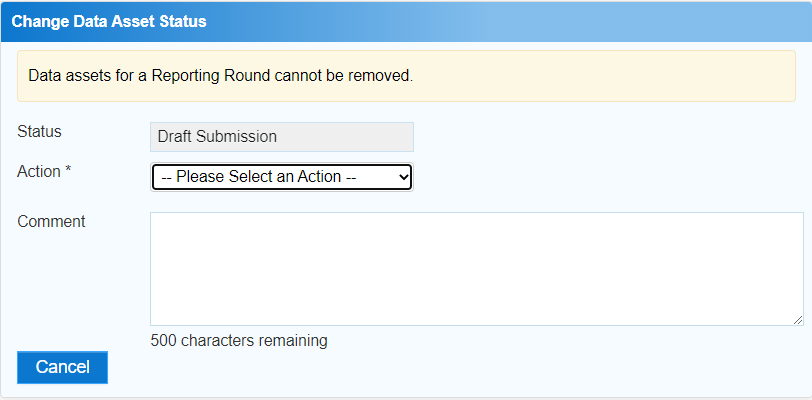 Change Data Asset Status
Data assets for a Reporting Round cannot be removed.
Status
Draft Submission
Action *
-- Please Select an Action --
Comment
500 characters remaining
Cancel